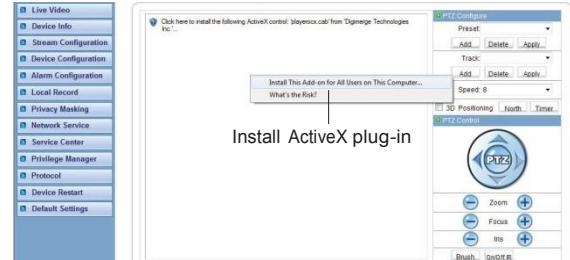 Live Video
Device Info
Stream Configuration
Device Configuration
Alarm Configuration
Local Record
Privacy Masking
Network Service
Service Center
Privilege Manager
Protocol
Device Restart
Default Settings
Click here to install the following ActiveX control: 'playerocx.cab' from 'Digimerge Technologies
Inc.'...
Install This Add-on for All Users on This Computer...
What's the Risk?
Install ActiveX plug-in
PTZ Configure
Preset:
Add Delete Apply
Track:
Add Delete Apply
Speed: 8
3D Positioning North Timer
PTZ Control
PTZ
Zoom
Focus
Iris
Brush On/Off IR